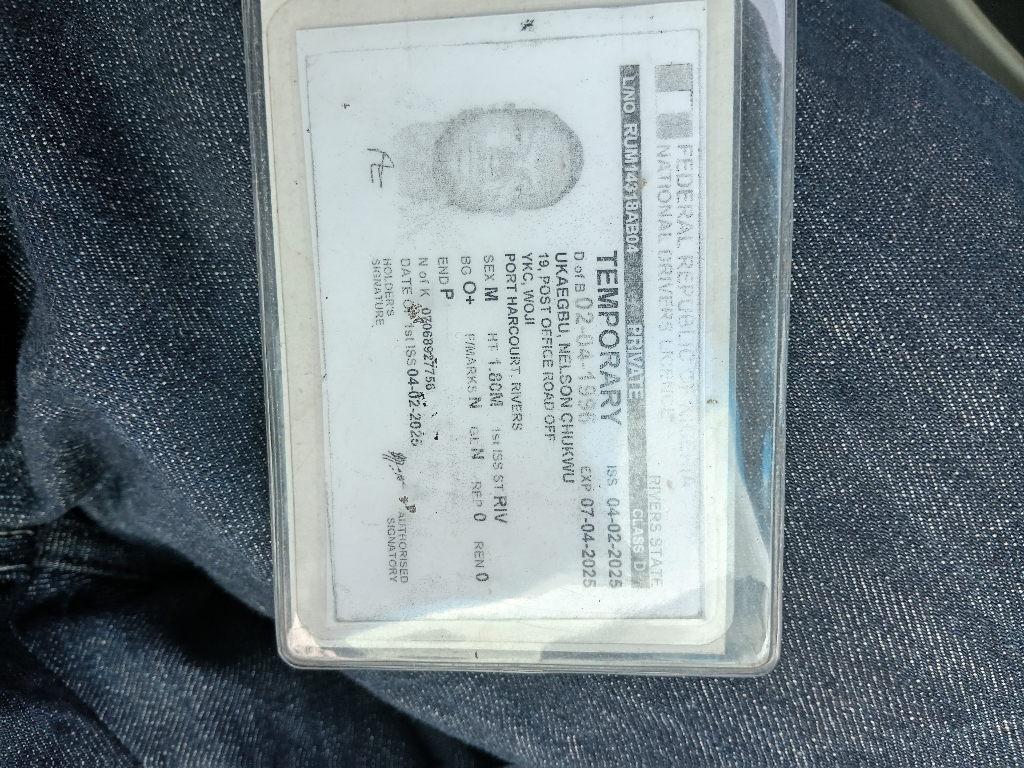 FEDERAL REPUBLIC OF NIGERIA
NATIONAL DRIVERS LICENCE
RIVERS STATE
L/NO RUM14318AB0A PRIVATE CLASS D
TEMPORARY
ISS 04-02-2025
D of B 02-04-1996 EXP 07-04-2025
UKAEGBU, NELSON CHUKWU
19, POST OFFICE ROAD OFF
YKC, WOJI
PORT HARCOURT, RIVERS
SEX M HT 1.80M 1st ISS ST RIV
BG O+ F/MARKS N GL N REP 0 REN 0
END P
N of K 07068927756
DATE OF 1st ISS 04-02-2025
HOLDER'S
SIGNATURE
AUTHORISED
SIGNATORY